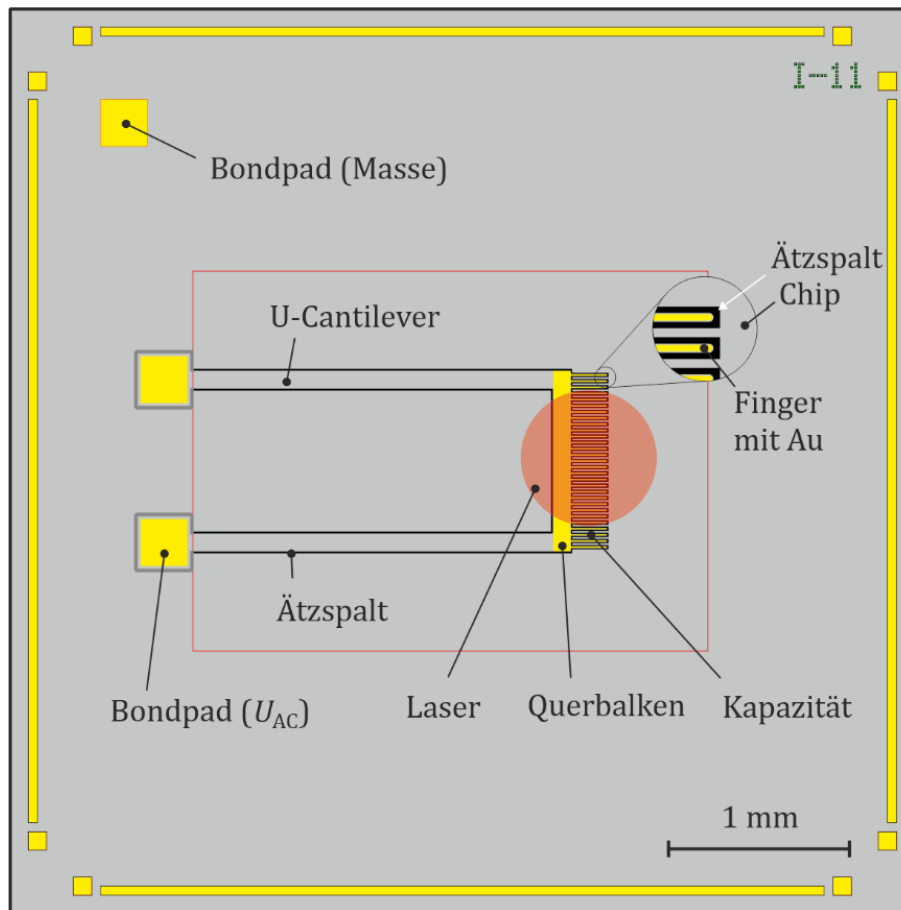 I-11
Bondpad (Masse)
Ätzspalt
Chip
U-Cantilever
Finger
mit Au
Ätzspalt
Bondpad (UAC)
Laser
Querbalken
Kapazität
1 mm